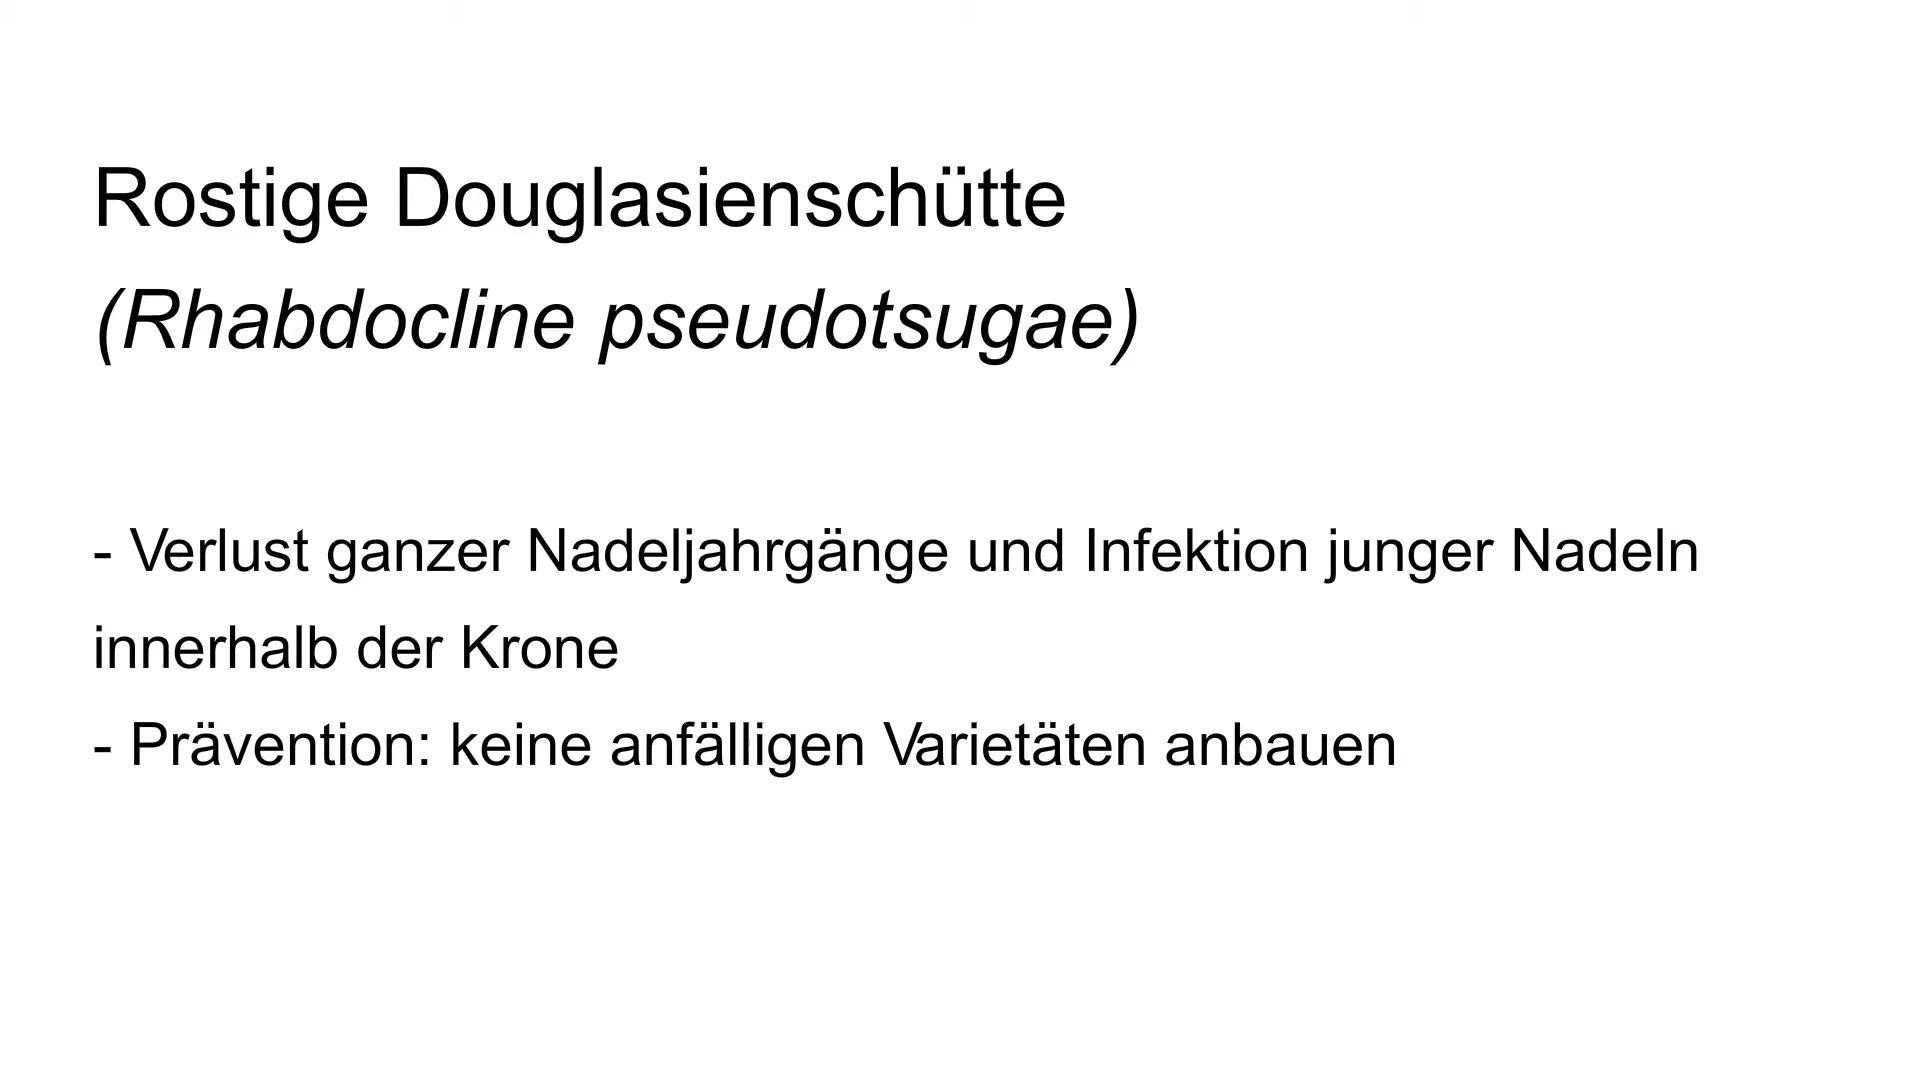 Rostige Douglasienschütte
(Rhabdocline pseudotsugae)
- Verlust ganzer Nadeljahrgänge und Infektion junger Nadeln
innerhalb der Krone
- Prävention: keine anfälligen Varietäten anbauen